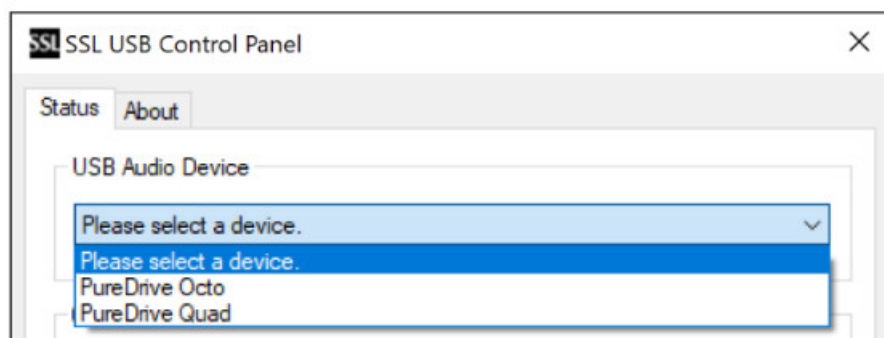 SSL SSL USB Control Panel
Status About
USB Audio Device
Please select a device.
Please select a device.
PureDrive Octo
PureDrive Quad